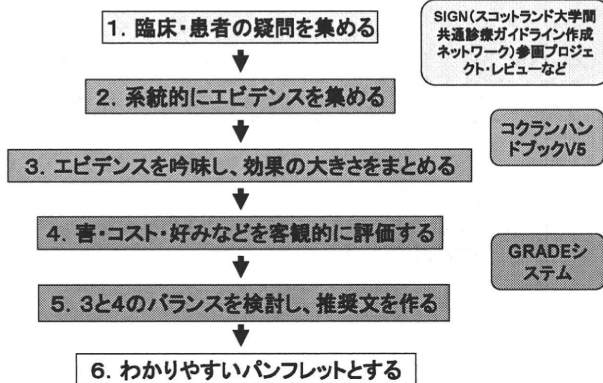 1. 臨床・患者の疑問を集める
SIGN(スコットランド大学間
共通診療ガイドライン作成
ネットワーク)参画プロジェ
クト・レビューなど
2. 系統的にエビデンスを集める
コクランハン
ドブックV5
3. エビデンスを吟味し、効果の大きさをまとめる
4. 害・コスト・好みなどを客観的に評価する
GRADEシ
ステム
5. 3と4のバランスを検討し、推奨文を作る
6. わかりやすいパンフレットとする